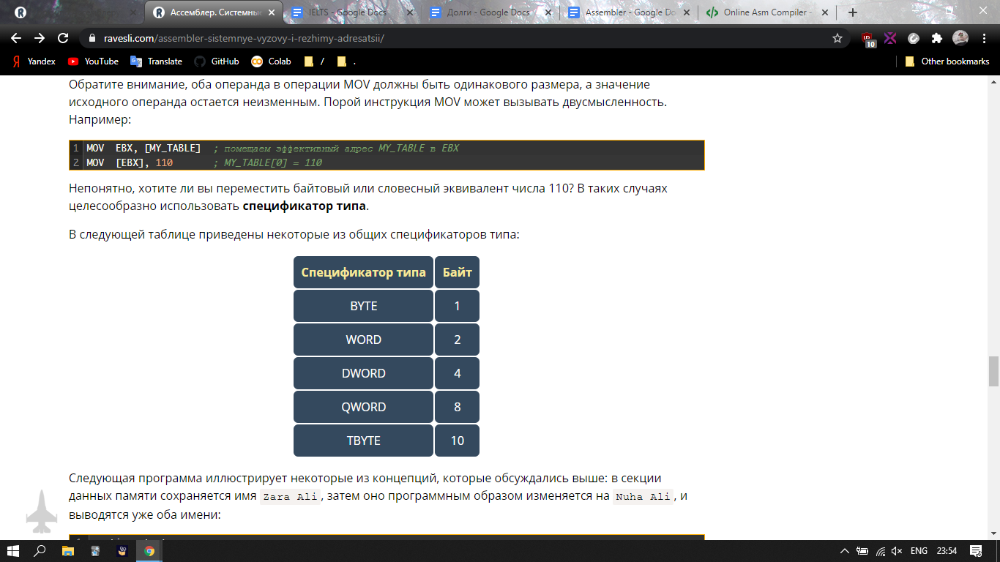 Ассемблер. Системны
IELTS - Google Docs
Долги - Google Docs
Assembler - Google Do
Online Asm Compiler -
ravesli.com/assembler-sistemnye-vyzovy-i-rezhimy-adresatsii/
10
Yandex
YouTube
Translate
GitHub
Colab
/
.
Other bookmarks
Обратите внимание, оба операнда в операции MOV должны быть одинакового размера, а значение
исходного операнда остается неизменным. Порой инструкция MOV может вызывать двусмысленность.
Например:
1 MOV EBX, [MY_TABLE] ; помещаем эффективный адрес MY_TABLE в EBX
2 MOV [EBX], 110 ; MY_TABLE[0] = 110
Непонятно, хотите ли вы переместить байтовый или словесный эквивалент числа 110? В таких случаях
целесообразно использовать спецификатор типа.
В следующей таблице приведены некоторые из общих спецификаторов типа:
Спецификатор типа Байт
BYTE 1
WORD 2
DWORD 4
QWORD 8
TBYTE 10
Следующая программа иллюстрирует некоторые из концепций, которые обсуждались выше: в секции
данных памяти сохраняется имя Zara Ali, затем оно программным образом изменяется на Nuha Ali, и
выводятся уже оба имени:
ENG 23:54